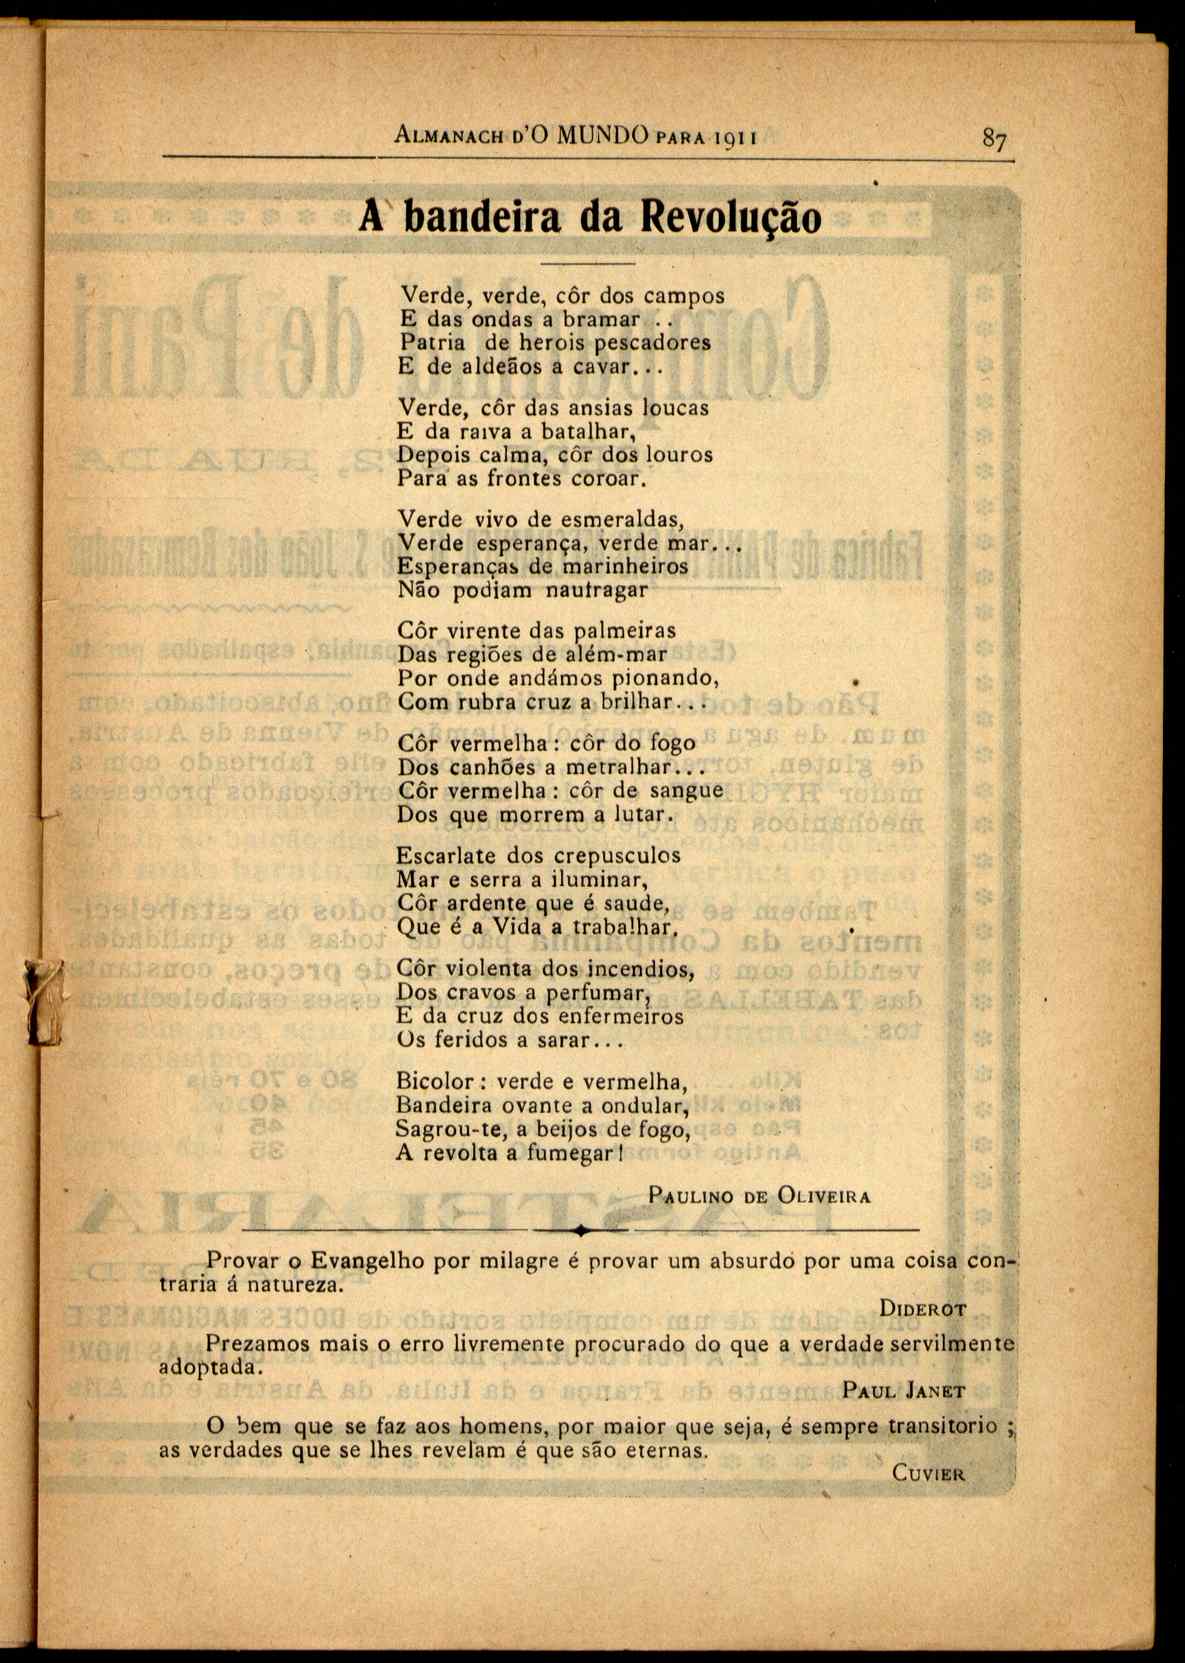 ALMANACH D'O MUNDO PARA 1911 87
A bandeira da Revolução
Verde, verde, côr dos campos
E das ondas a bramar . .
Patria de herois pescadores
E de aldeãos a cavar...
Verde, côr das ansias loucas
E da raiva a batalhar,
Depois calma, côr dos louros
Para as frontes coroar.
Verde vivo de esmeraldas,
Verde esperança, verde mar...
Esperanças de marinheiros
Não podiam naufragar
Côr virente das palmeiras
Das regiões de além-mar
Por onde andámos pionando,
Com rubra cruz a brilhar...
Côr vermelha : côr do fogo
Dos canhões a metralhar...
Côr vermelha : côr de sangue
Dos que morrem a lutar.
Escarlate dos crepusculos
Mar e serra a iluminar,
Côr ardente que é saude,
Que é a Vida a trabalhar.
Côr violenta dos incendios,
Dos cravos a perfumar,
E da cruz dos enfermeiros
Os feridos a sarar...
Bicolor : verde e vermelha,
Bandeira ovante a ondular,
Sagrou-te, a beijos de fogo,
A revolta a fumegar!
PAULINO DE OLIVEIRA
Provar o Evangelho por milagre é provar um absurdo por uma coisa con-
traria á natureza.
DIDEROT
Prezamos mais o erro livremente procurado do que a verdade servilmente
adoptada.
PAUL JANET
O bem que se faz aos homens, por maior que seja, é sempre transitorio ;
as verdades que se lhes revelam é que são eternas.
CUVIER